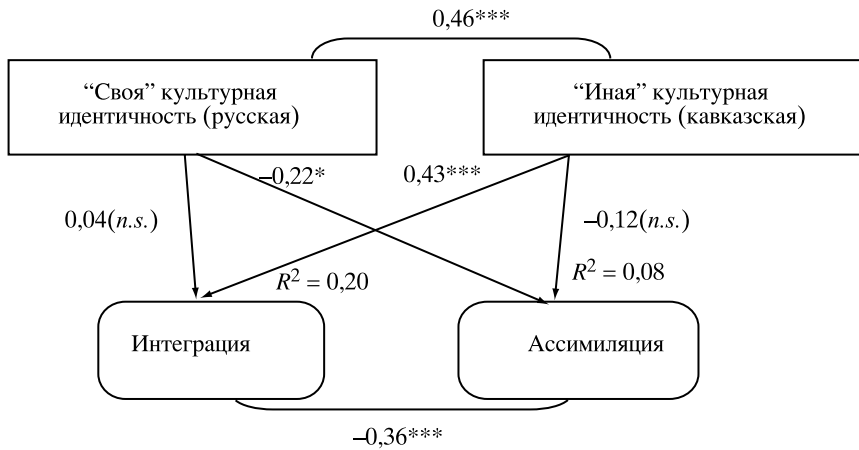 0,46***
“Своя” культурная
идентичность (русская)
“Иная” культурная
идентичность (кавказская)
–0,22*
0,43***
0,04(n.s.)
–0,12(n.s.)
R² = 0,20
R² = 0,08
Интеграция
Ассимиляция
–0,36***